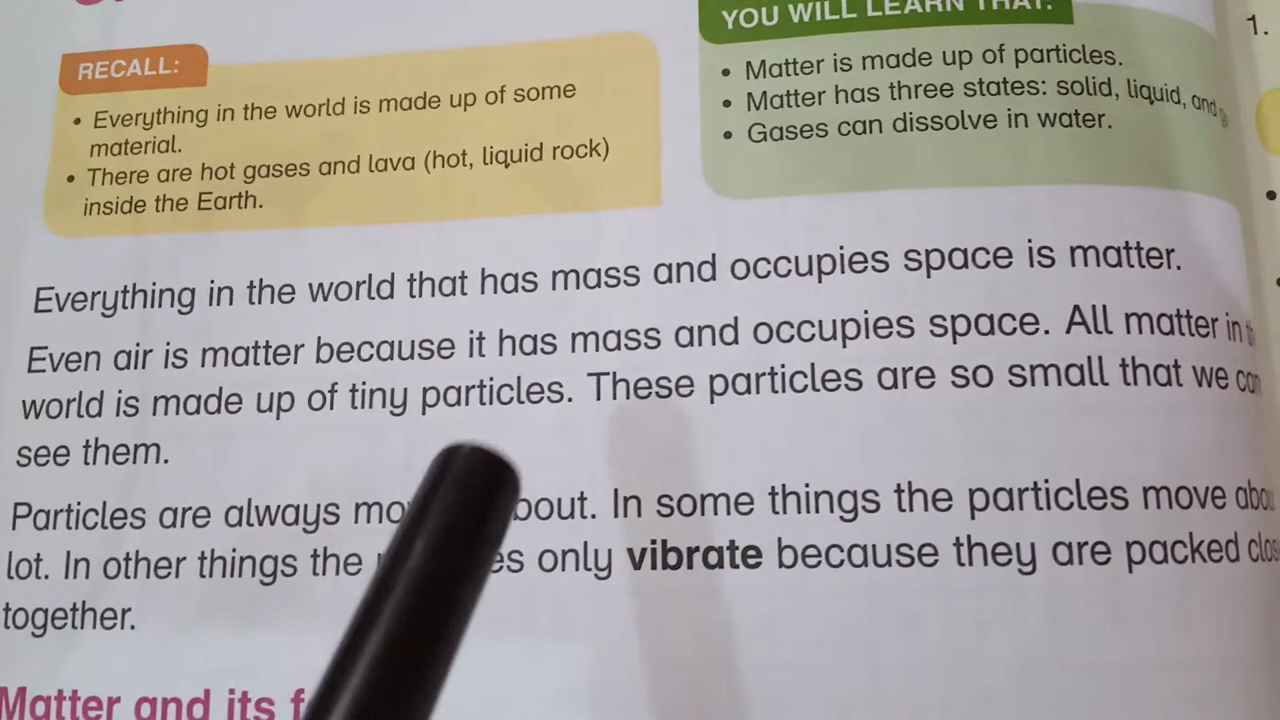 RECALL:
• Everything in the world is made up of some
material.
• There are hot gases and lava (hot, liquid rock)
inside the Earth.
YOU WILL LEARN THAT:
• Matter is made up of particles.
• Matter has three states: solid, liquid, and
• Gases can dissolve in water.
1.
Everything in the world that has mass and occupies space is matter.
Even air is matter because it has mass and occupies space. All matter in
world is made up of tiny particles. These particles are so small that we
see them.
Particles are always about. In some things the particles move
lot. In other things the only vibrate because they are packed
together.
Matter and its